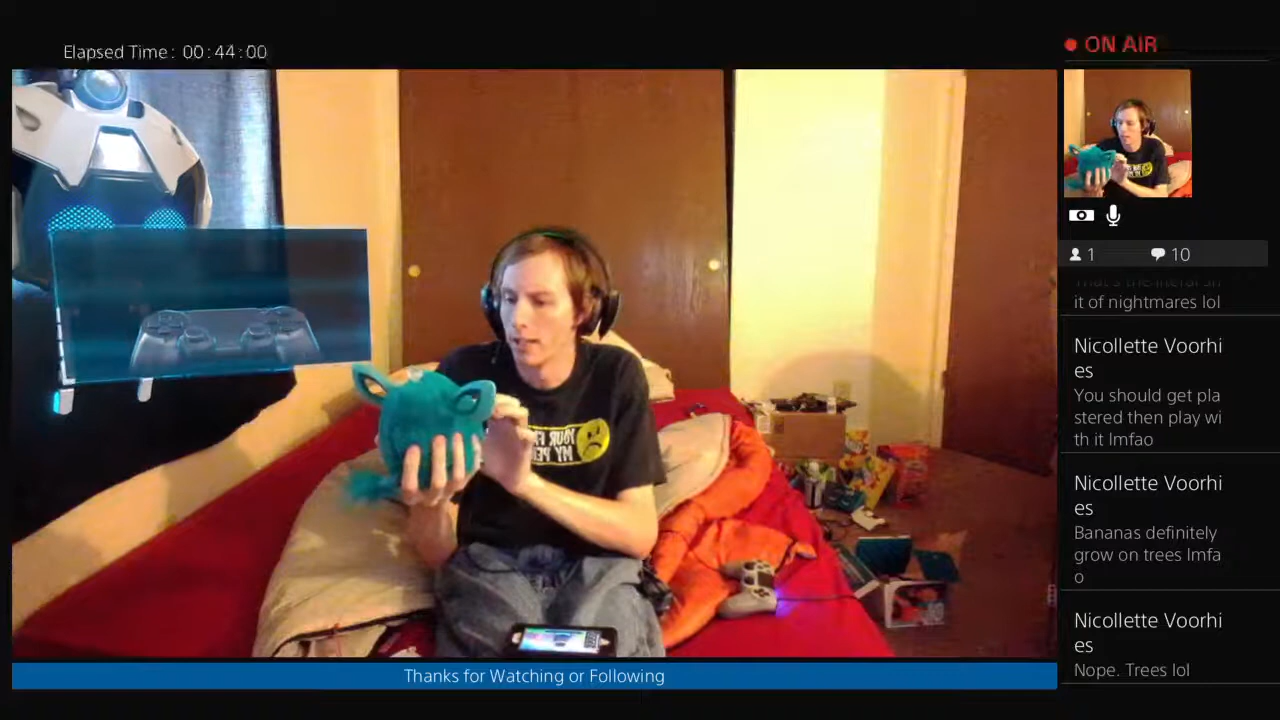 Elapsed Time: 00:44:00
ON AIR
1 10
it of nightmares lol
Nicollette Voorhi
es
You should get pla
stered then play wi
th it lmfao
Nicollette Voorhi
es
Bananas definitely
grow on trees lmfa
o
Nicollette Voorhi
es
Nope. Trees lol
YOUR
MY
Thanks for Watching or Following